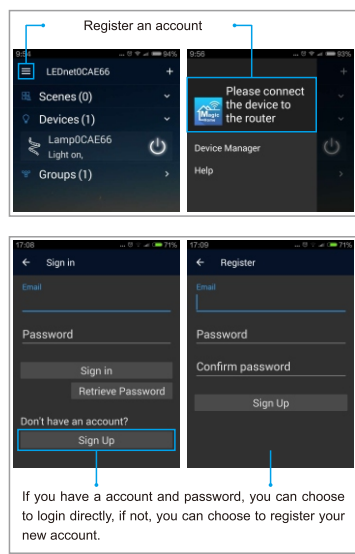 Register an account
9:54 ... 94%
LEDnet0CAE66 +
Scenes (0)
Devices (1)
Lamp0CAE66
Light on,
Groups (1)
9:56 ... 93%
Please connect
the device to
the router
Magic
Device Manager
Help
17:08 ... 71%
Sign in
Email
Password
Sign in
Retrieve Password
Don't have an account?
Sign Up
17:09 ... 71%
Register
Email
Password
Confirm password
Sign Up
If you have a account and password, you can choose
to login directly, if not, you can choose to register your
new account.